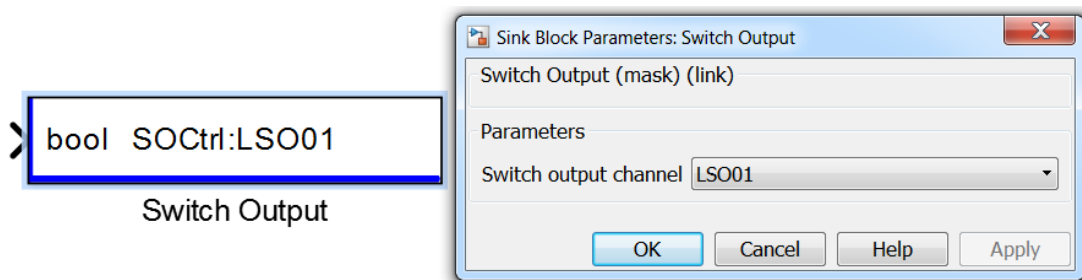 bool SOCtrl:LSO01
Switch Output
Sink Block Parameters: Switch Output
Switch Output (mask) (link)
Parameters
Switch output channel LSO01
OK Cancel Help Apply